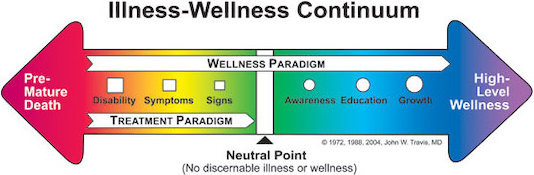 Illness-Wellness Continuum
WELLNESS PARADIGM
Pre-
Mature
Death
Disability Symptoms Signs Awareness Education Growth
High-
Level
Wellness
TREATMENT PARADIGM
© 1972, 1988, 2004, John W. Travis, MD
Neutral Point
(No discernable illness or wellness)